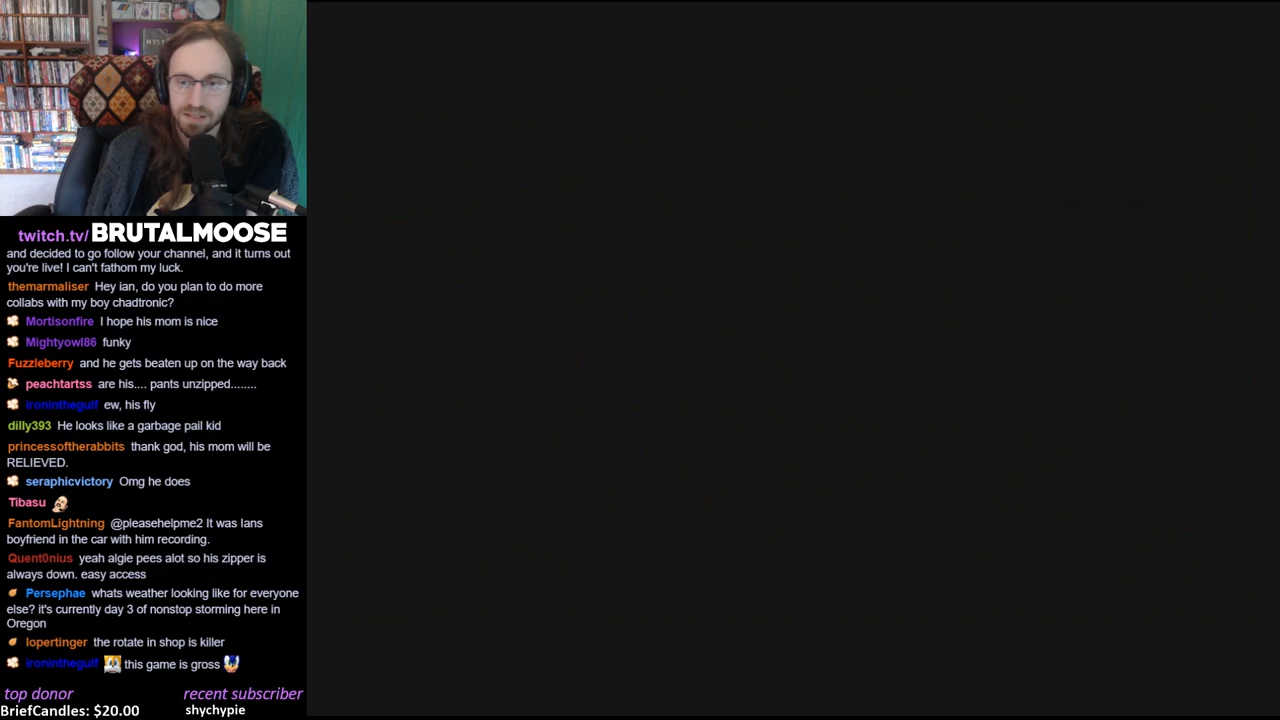 twitch.tv/BRUTALMOOSE
and decided to go follow your channel, and it turns out
you're live! I can't fathom my luck.
themarmaliser Hey ian, do you plan to do more
collabs with my boy chadtronic?
Mortisonfire I hope his mom is nice
Mightyowl86 funky
Fuzzleberry and he gets beaten up on the way back
peachtartss are his.... pants unzipped........
ironinthegulf ew, his fly
dilly393 He looks like a garbage pail kid
princessoftherabbits thank god, his mom will be
RELIEVED.
seraphicvictory Omg he does
Tibasu
FantomLightning @pleasehelpme2 It was Ians
boyfriend in the car with him recording.
Quent0nius yeah algie pees alot so his zipper is
always down. easy access
Persephae whats weather looking like for everyone
else? it's currently day 3 of nonstop storming here in
Oregon
lopertinger the rotate in shop is killer
ironinthegulf this game is gross
top donor recent subscriber
BriefCandles: $20.00 shychypie